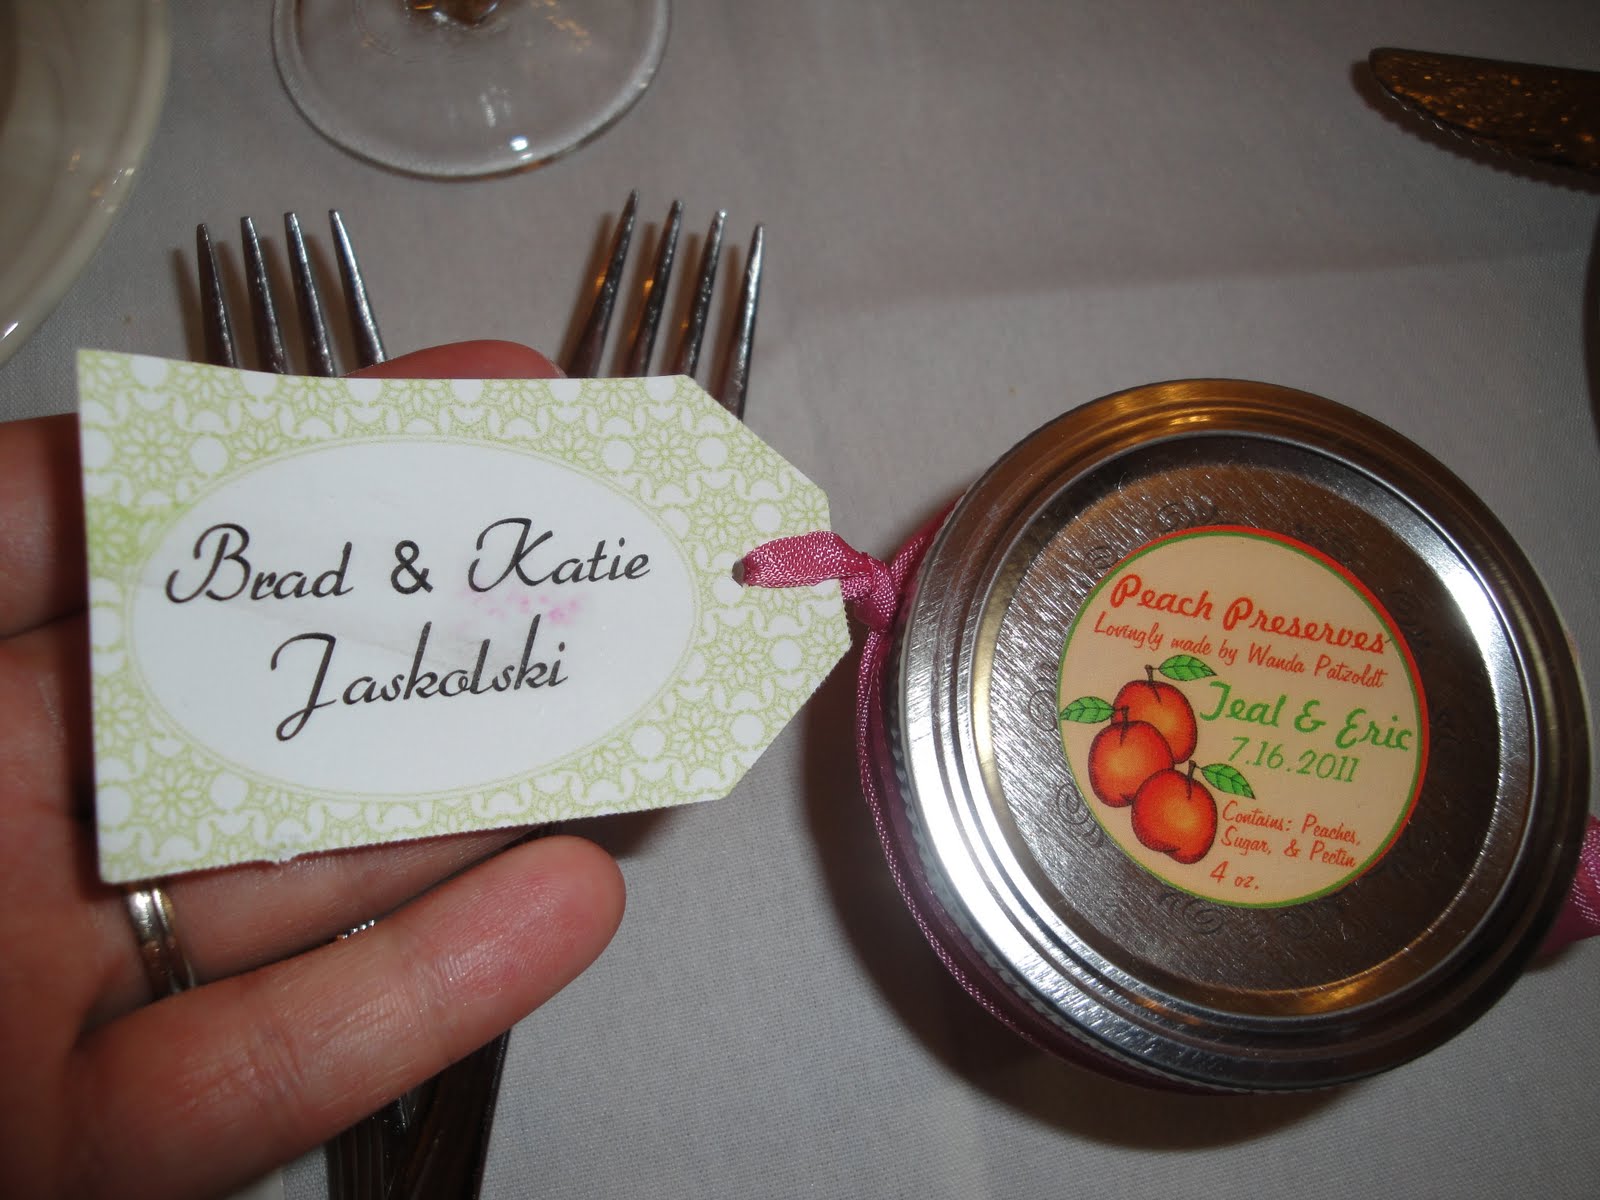 Brad & Katie
Jaskolski
Peach Preserves
Lovingly made by Wanda Patzoldt
Teal & Eric
7.16.2011
Contains: Peaches,
Sugar, & Pectin
4 oz.